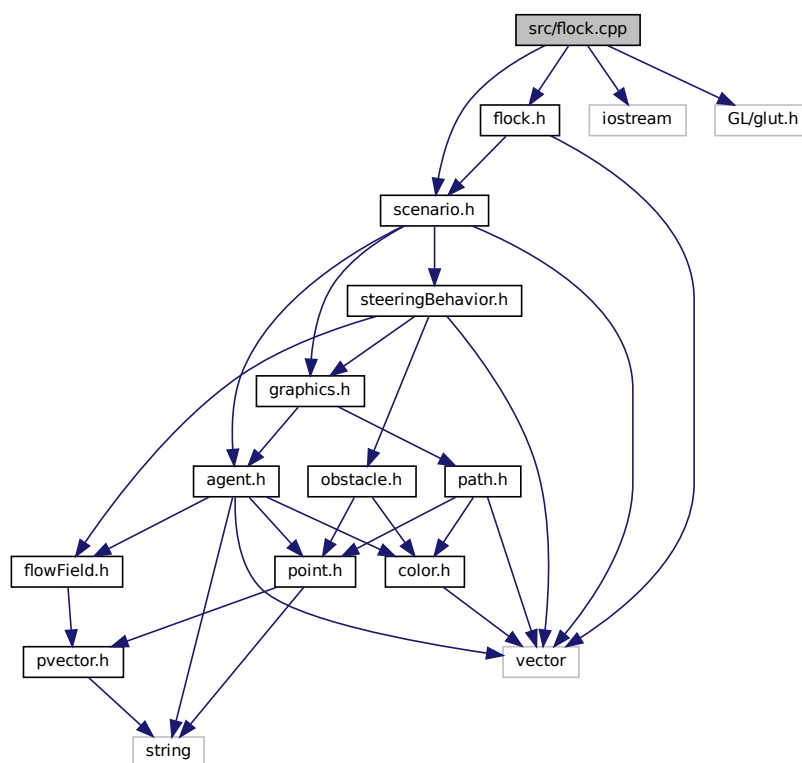 src/flock.cpp
flock.h
iostream
GL/glut.h
scenario.h
steeringBehavior.h
graphics.h
agent.h
obstacle.h
path.h
flowField.h
point.h
color.h
pvector.h
vector
string